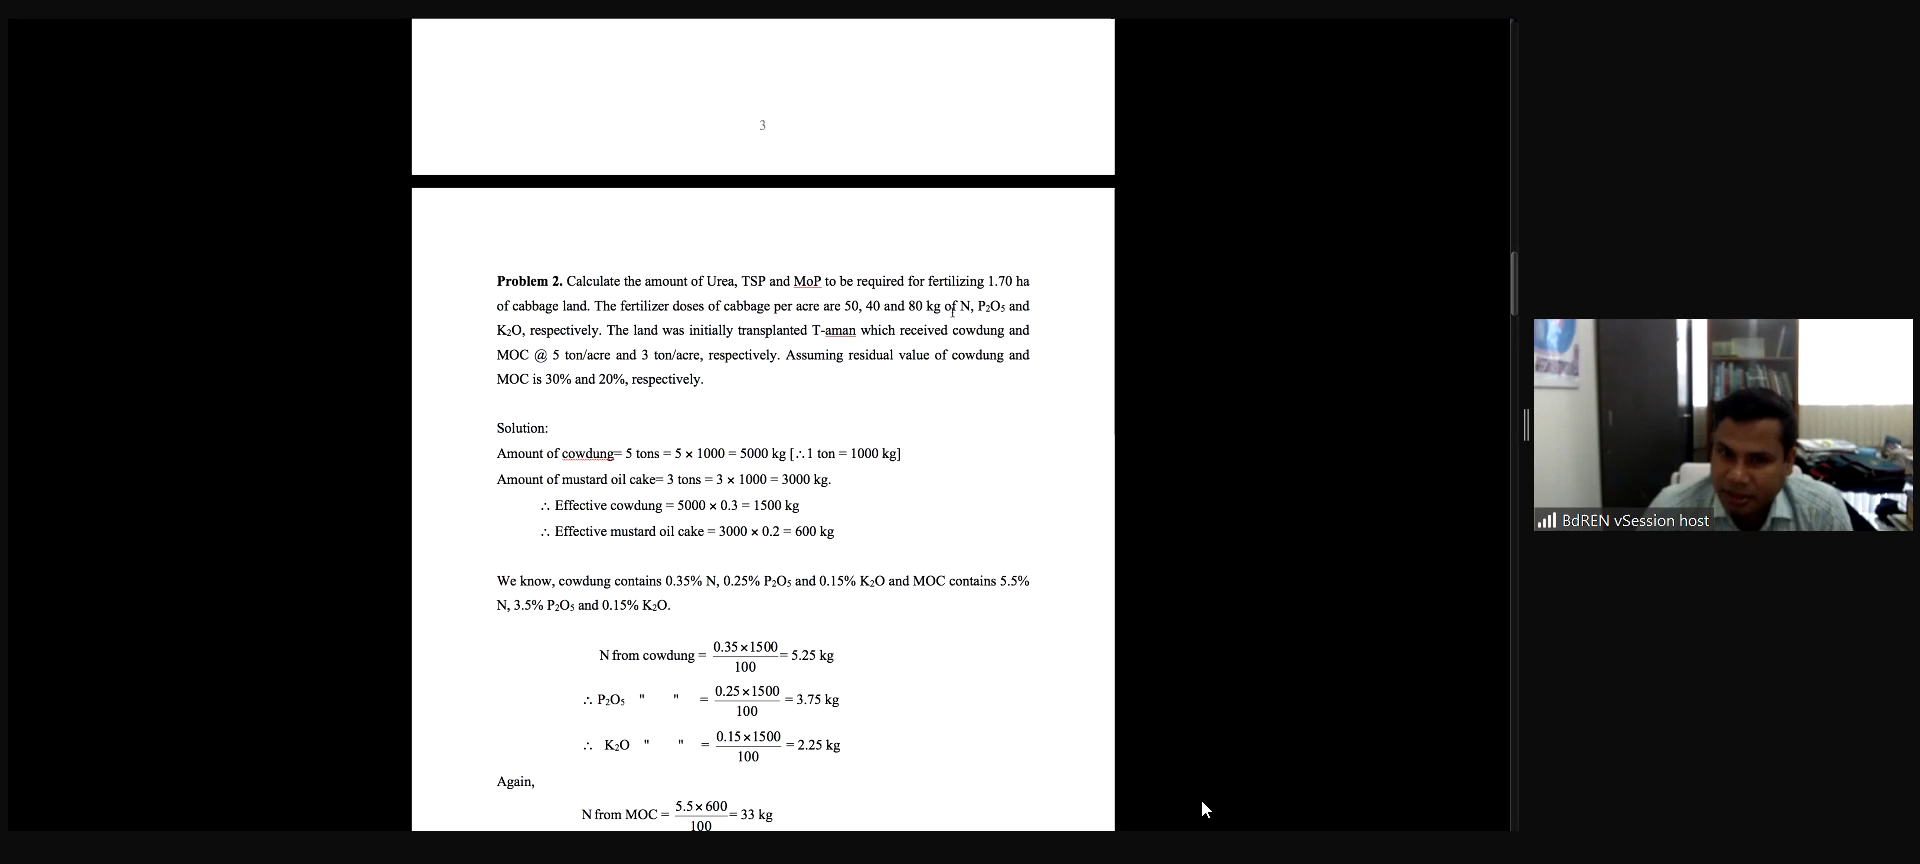 3
Problem 2. Calculate the amount of Urea, TSP and MoP to be required for fertilizing 1.70 ha
of cabbage land. The fertilizer doses of cabbage per acre are 50, 40 and 80 kg of N, P₂O₅ and
K₂O, respectively. The land was initially transplanted T-aman which received cowdung and
MOC @ 5 ton/acre and 3 ton/acre, respectively. Assuming residual value of cowdung and
MOC is 30% and 20%, respectively.
Solution:
Amount of cowdung= 5 tons = 5 × 1000 = 5000 kg [∴1 ton = 1000 kg]
Amount of mustard oil cake= 3 tons = 3 × 1000 = 3000 kg.
∴ Effective cowdung = 5000 × 0.3 = 1500 kg
∴ Effective mustard oil cake = 3000 × 0.2 = 600 kg
We know, cowdung contains 0.35% N, 0.25% P₂O₅ and 0.15% K₂O and MOC contains 5.5%
N, 3.5% P₂O₅ and 0.15% K₂O.
N from cowdung = 0.35×1500/100 = 5.25 kg
∴ P₂O₅ " " = 0.25×1500/100 = 3.75 kg
∴ K₂O " " = 0.15×1500/100 = 2.25 kg
Again,
N from MOC = 5.5×600/100 = 33 kg
BdREN vSession host